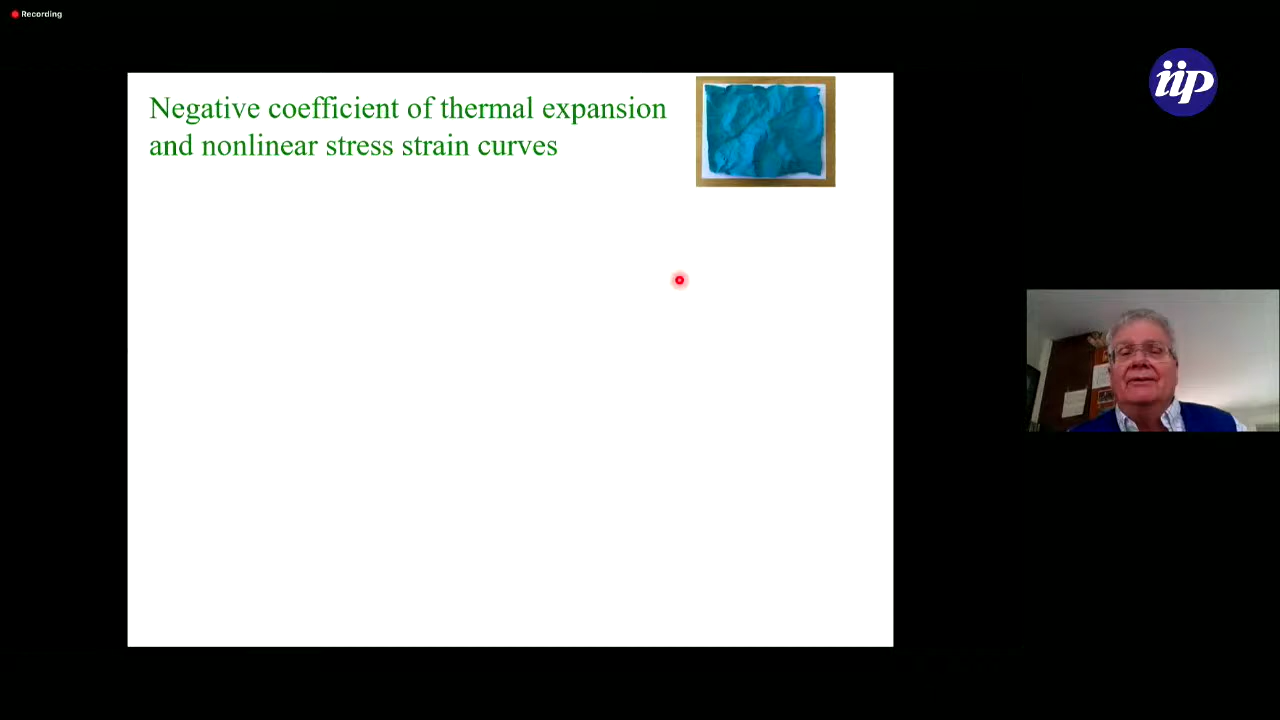 Recording
iip
Negative coefficient of thermal expansion
and nonlinear stress strain curves